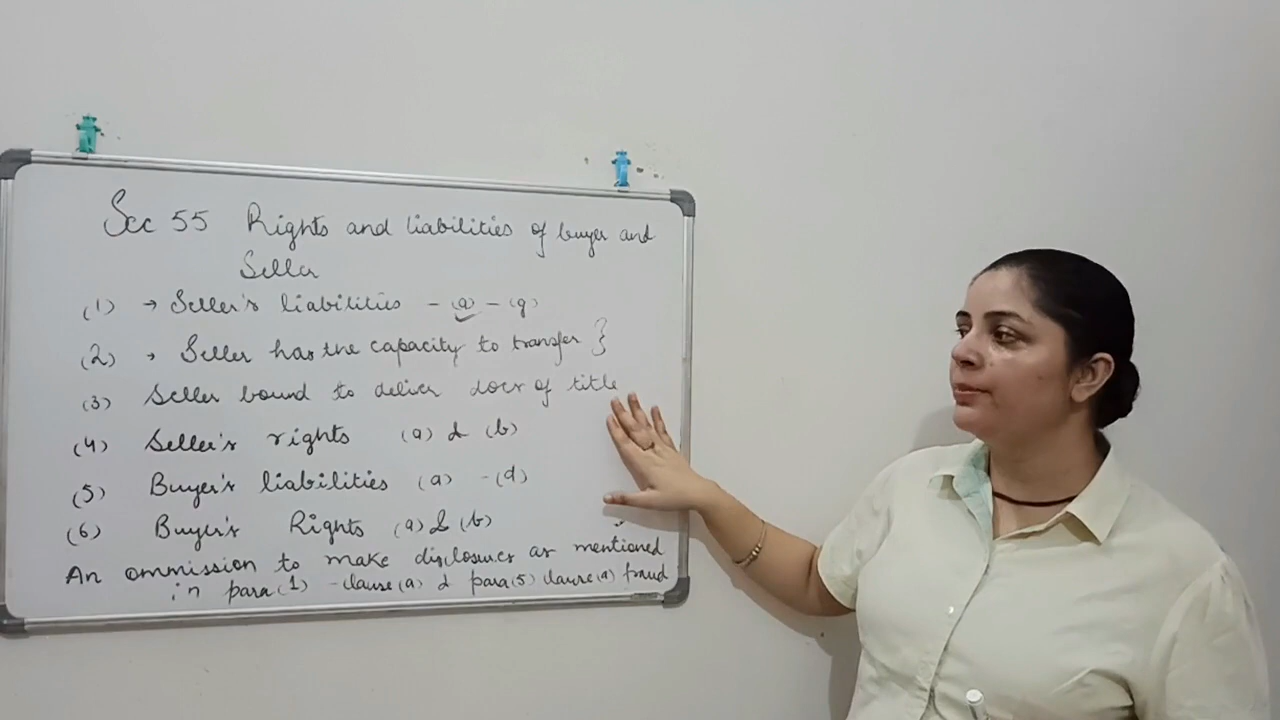 Sec 55 Rights and liabilities of buyer and
Seller
(1) → Seller's liabilities - (a) - (g)
(2) → Seller has the capacity to transfer }
(3) Seller bound to deliver docs of title
(4) Seller's rights (a) & (b)
(5) Buyer's liabilities (a) - (d)
(6) Buyer's Rights (a) & (b)
An ommission to make disclosures as mentioned
in para (1) - clause (a) & para (5) clause (a) fraud